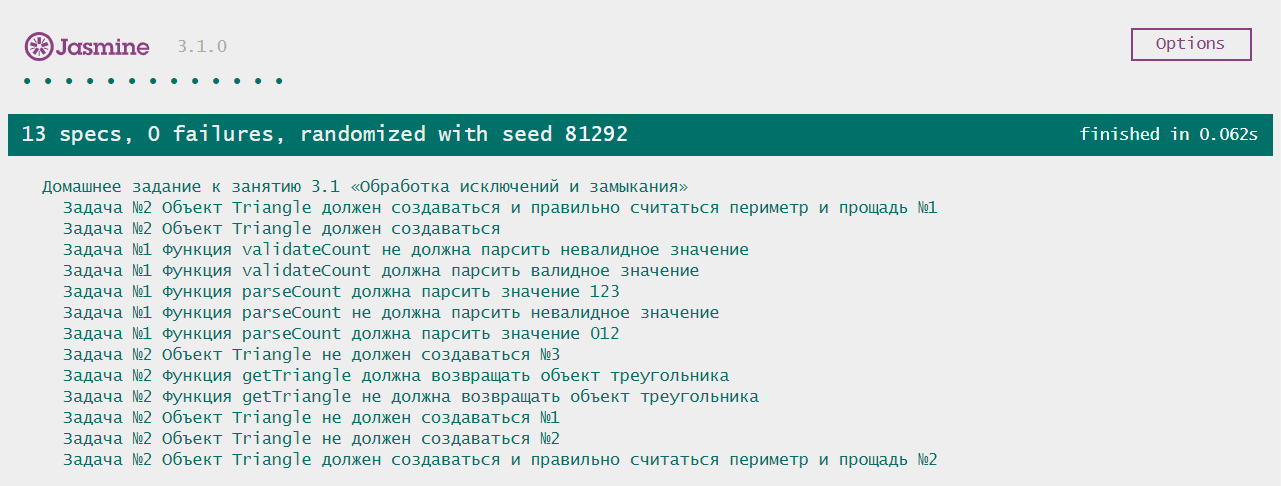 Jasmine 3.1.0 Options
• • • • • • • • • • • • •
13 specs, 0 failures, randomized with seed 81292 finished in 0.062s
Домашнее задание к занятию 3.1 «Обработка исключений и замыкания»
Задача №2 Объект Triangle должен создаваться и правильно считаться периметр и прощадь №1
Задача №2 Объект Triangle должен создаваться
Задача №1 Функция validateCount не должна парсить невалидное значение
Задача №1 Функция validateCount должна парсить валидное значение
Задача №1 Функция parseCount должна парсить значение 123
Задача №1 Функция parseCount не должна парсить невалидное значение
Задача №1 Функция parseCount должна парсить значение 012
Задача №2 Объект Triangle не должен создаваться №3
Задача №2 Функция getTriangle должна возвращать объект треугольника
Задача №2 Функция getTriangle не должна возвращать объект треугольника
Задача №2 Объект Triangle не должен создаваться №1
Задача №2 Объект Triangle не должен создаваться №2
Задача №2 Объект Triangle должен создаваться и правильно считаться периметр и прощадь №2